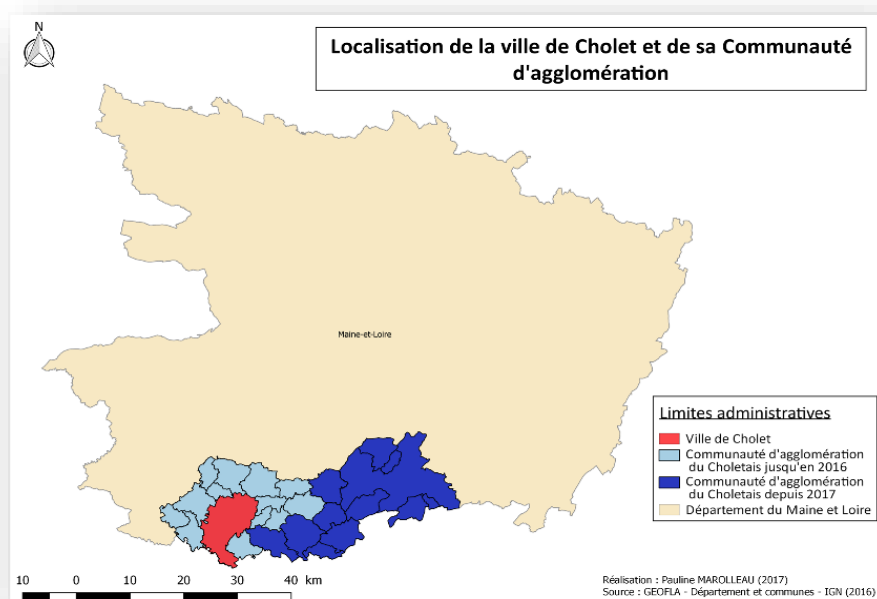 N
Localisation de la ville de Cholet et de sa Communauté
d'agglomération
Maine-et-Loire
Limites administratives
Ville de Cholet
Communauté d'agglomération
du Choletais jusqu'en 2016
Communauté d'agglomération
du Choletais depuis 2017
Département du Maine et Loire
10 0 10 20 30 40 km
Réalisation : Pauline MAROLLEAU (2017)
Source : GEOFLA - Département et communes - IGN (2016)